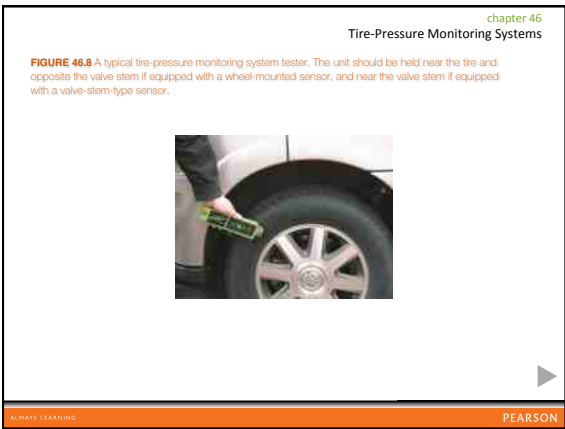 chapter 46
Tire-Pressure Monitoring Systems
FIGURE 46.8 A typical tire-pressure monitoring system tester. The unit should be held near the tire and
opposite the valve stem if equipped with a wheel-mounted sensor, and near the valve stem if equipped
with a valve-stem-type sensor.
ALWAYS LEARNING
PEARSON